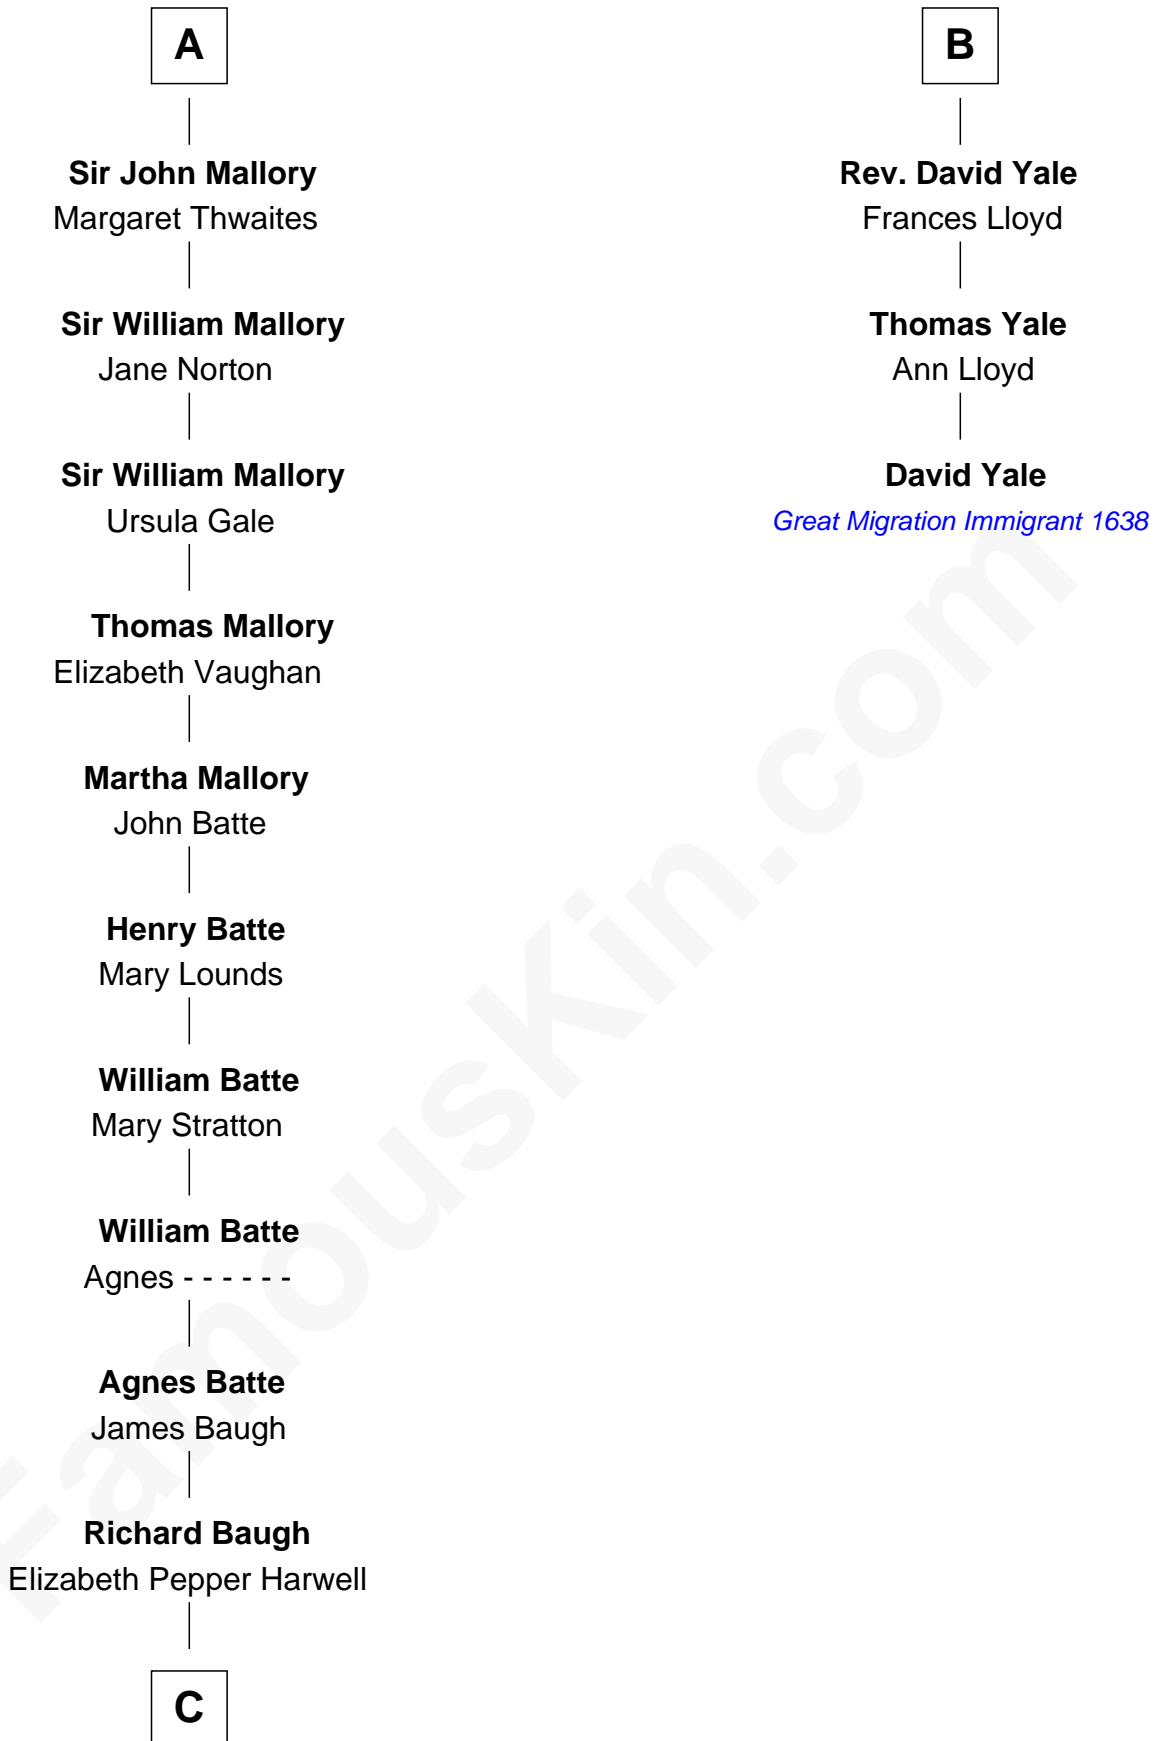 A
Sir John Mallory
Margaret Thwaites
Sir William Mallory
Jane Norton
Sir William Mallory
Ursula Gale
Thomas Mallory
Elizabeth Vaughan
Martha Mallory
John Batte
Henry Batte
Mary Lounds
William Batte
Mary Stratton
William Batte
Agnes - - - - - -
Agnes Batte
James Baugh
Richard Baugh
Elizabeth Pepper Harwell
C
B
Rev. David Yale
Frances Lloyd
Thomas Yale
Ann Lloyd
David Yale
Great Migration Immigrant 1638
FamousKin.com